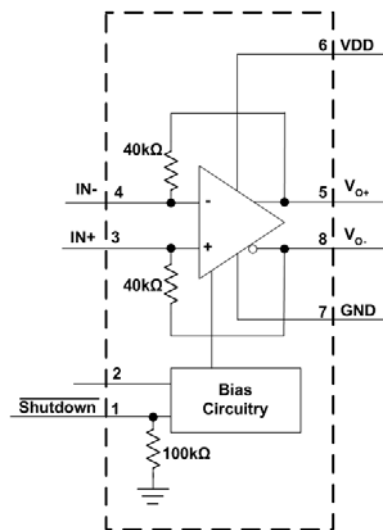 6 VDD
40kΩ
IN- 4
-
5 VO+
IN+ 3
+
8 VO-
40kΩ
7 GND
2
Bias
Circuitry
Shutdown 1
100kΩ